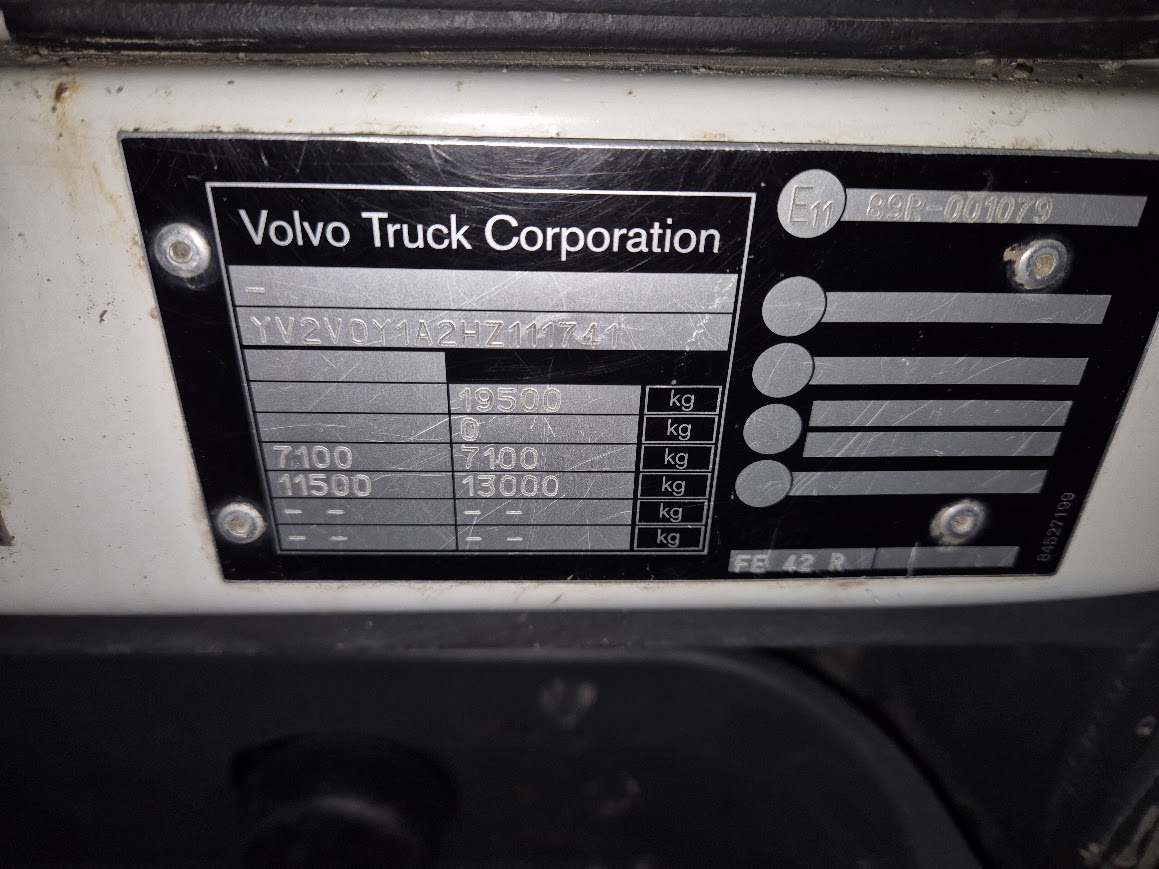 Volvo Truck Corporation
-
YV2V0Y1A2HZ111741
19500 kg
0 kg
7100 7100 kg
11500 13000 kg
- - - - kg
- - - - kg
E11 89R-001079
FE 42 R
84527199